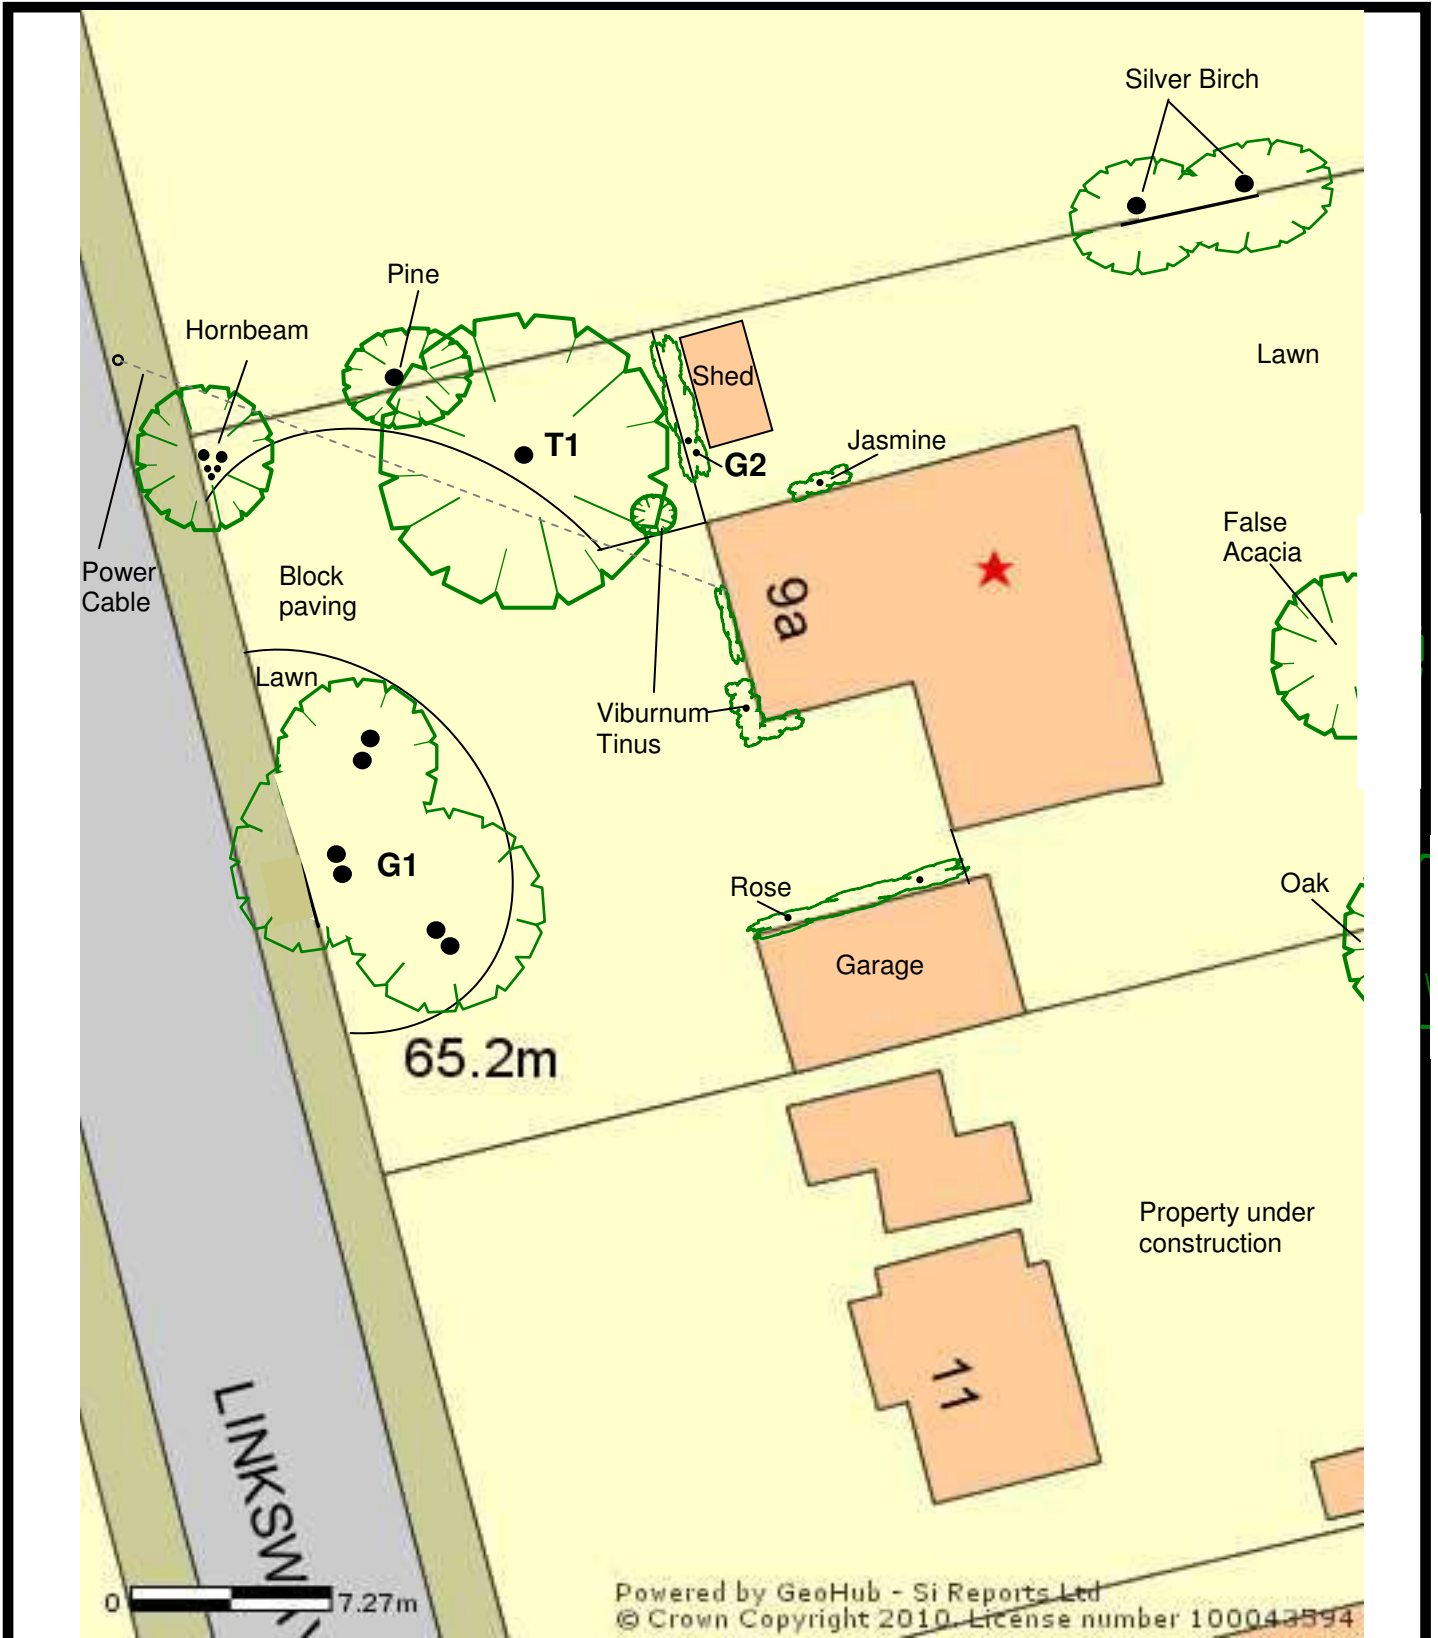 Silver Birch
Pine
Hornbeam
Lawn
Shed
T1
G2
Jasmine
False
Acacia
Power
Cable
Block
paving
9a
Lawn
Viburnum
Tinus
G1
Rose
Oak
Garage
65.2m
Property under
construction
11
0
7.27m
Powered by GeoHub - Si Reports Ltd
© Crown Copyright 2010. License number 100043594